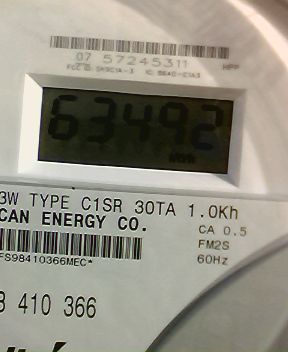 07 57245311
63492
kWh
3W TYPE C1SR 30TA 1.0Kh
CAN ENERGY CO.
CA 0.5
FM2S
60Hz
FS98410366MEC*
410 366